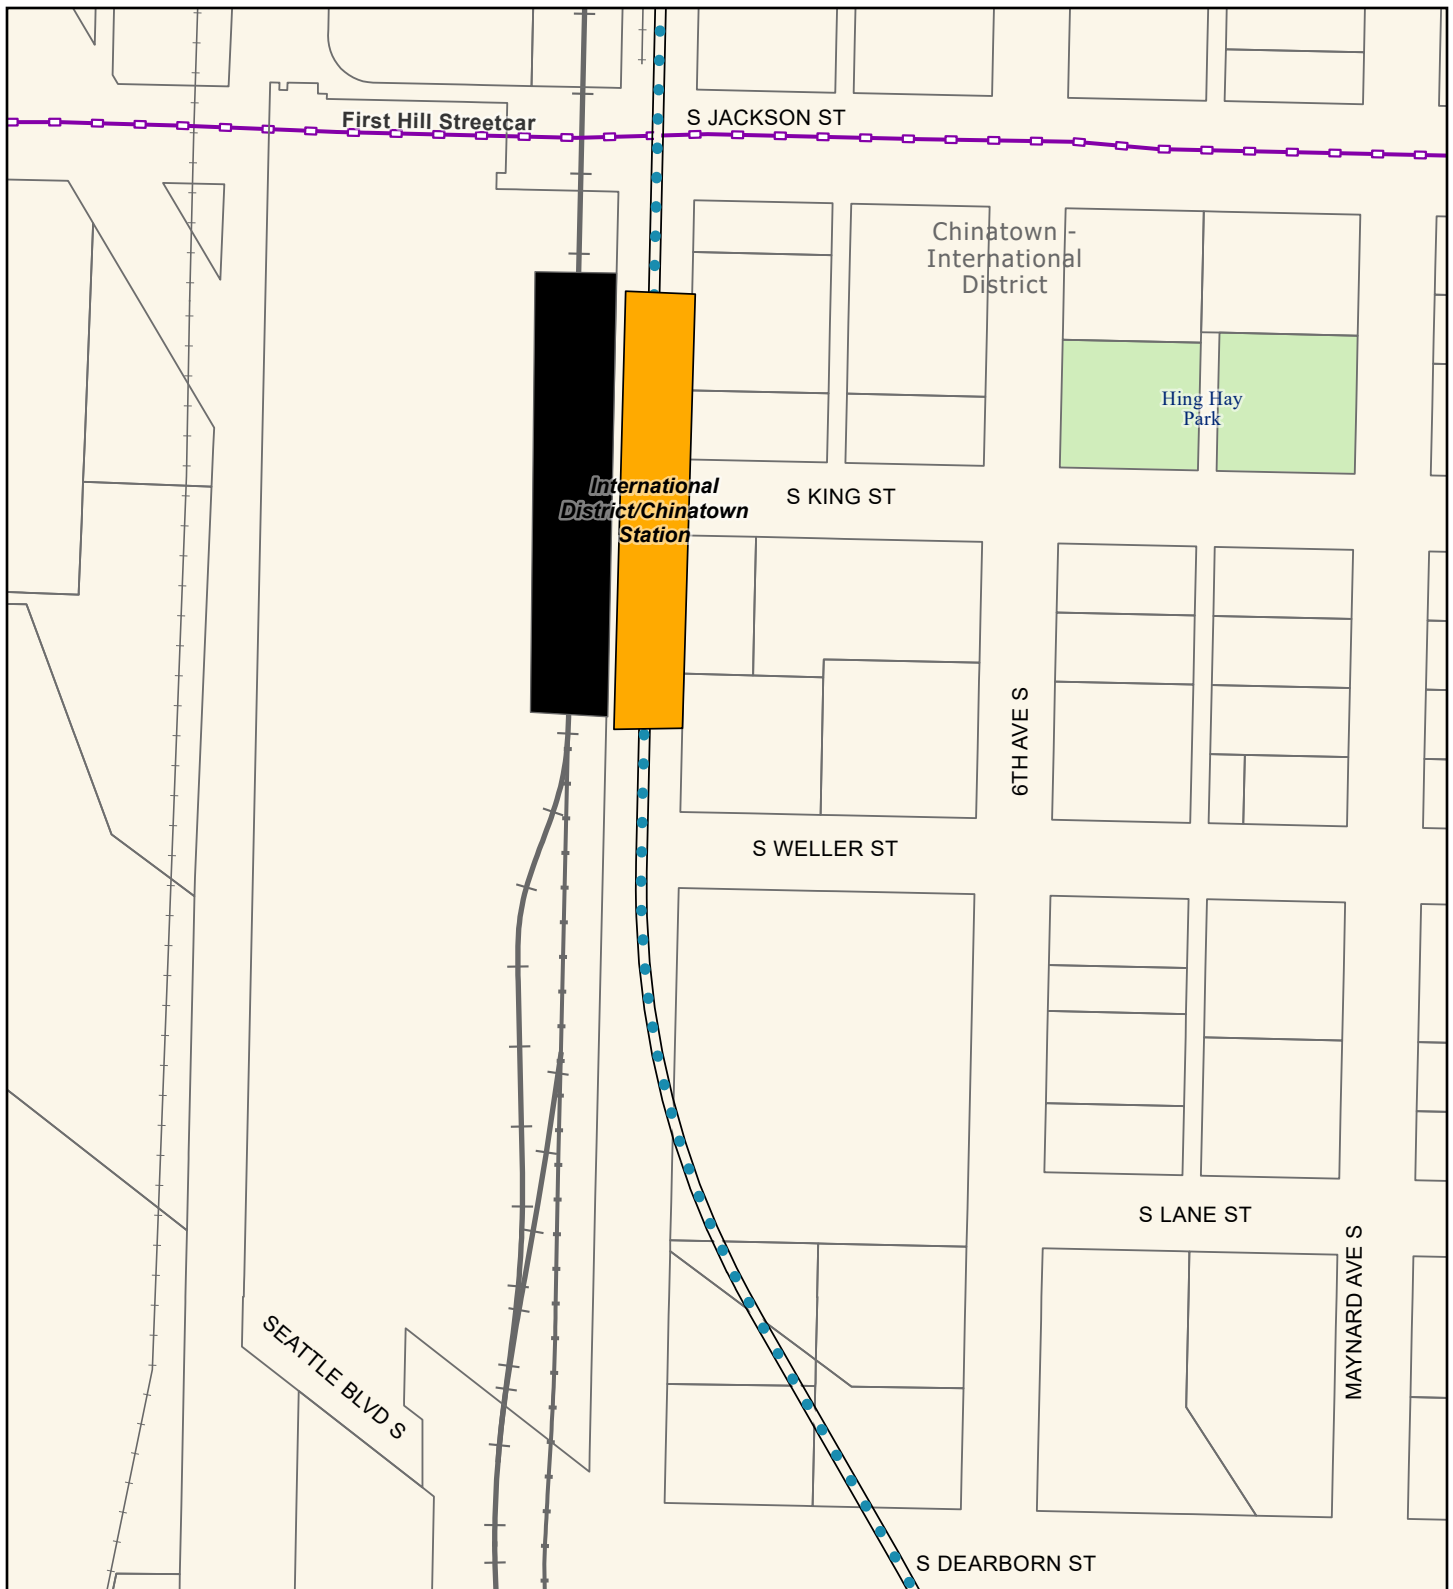 S JACKSON ST
First Hill Streetcar
Chinatown -
International
District
Hing Hay
Park
International
District/Chinatown
Station
S KING ST
6TH AVE S
S WELLER ST
S LANE ST
MAYNARD AVE S
SEATTLE BLVD S
S DEARBORN ST